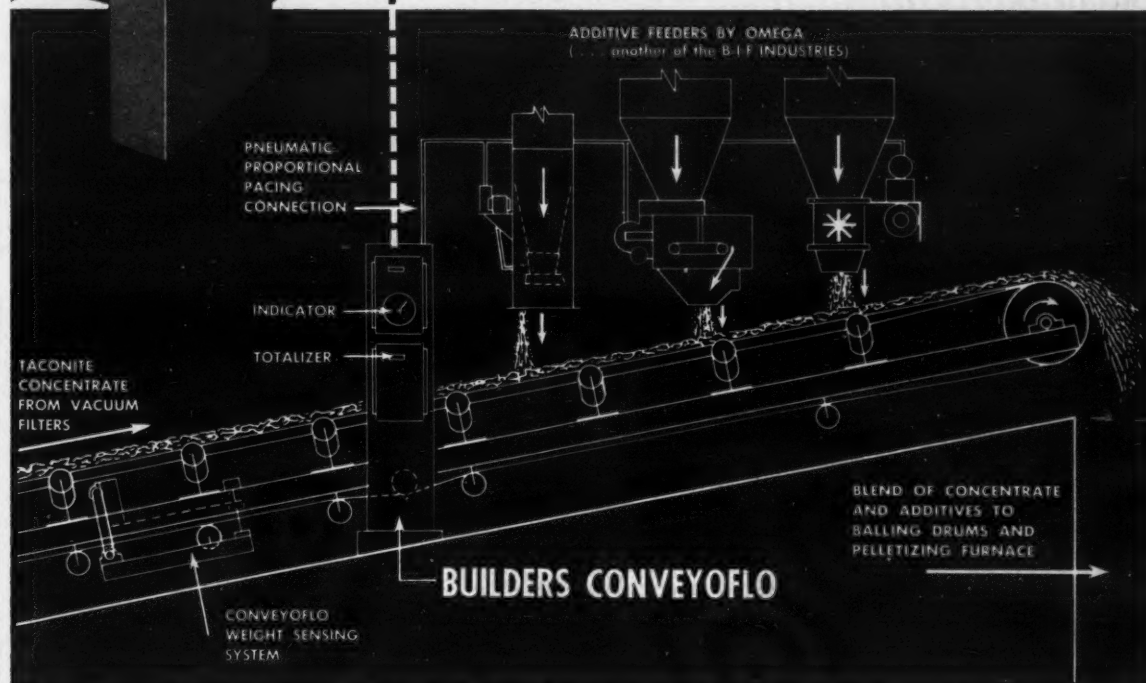 ADDITIVE FEEDERS BY OMEGA
(... another of the B-I-F INDUSTRIES)
PNEUMATIC
PROPORTIONAL
PACING
CONNECTION
INDICATOR
TOTALIZER
TACONITE
CONCENTRATE
FROM VACUUM
FILTERS
BLEND OF CONCENTRATE
AND ADDITIVES TO
BALLING DRUMS AND
PELLETIZING FURNACE
BUILDERS CONVEYOFLO
CONVEYOFLO
WEIGHT SENSING
SYSTEM